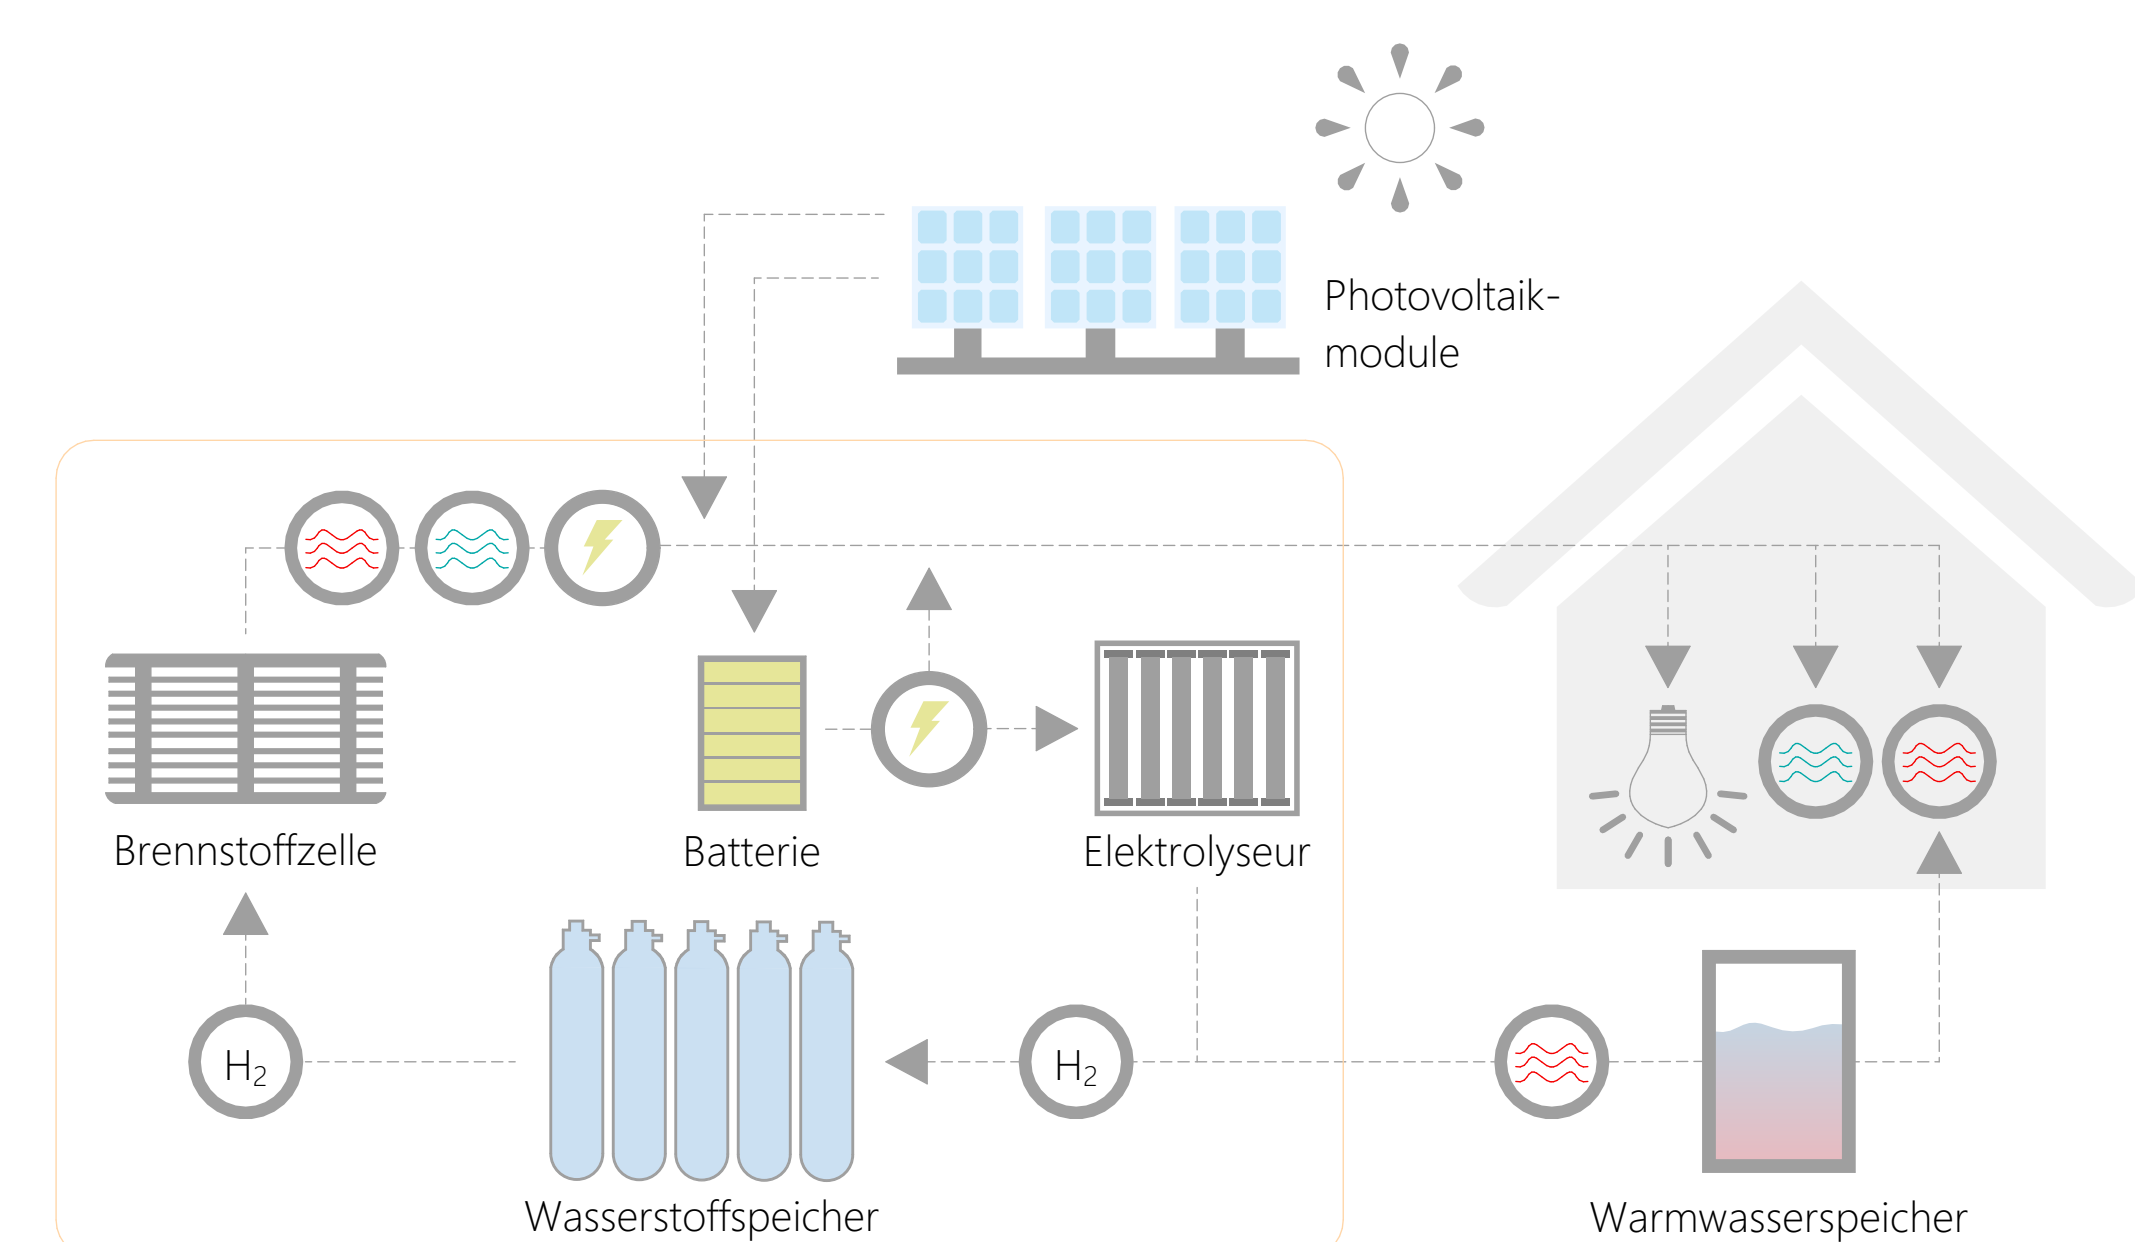 Photovoltaik-
module
Brennstoffzelle
Batterie
Elektrolyseur
H₂
H₂
Wasserstoffspeicher
Warmwasserspeicher